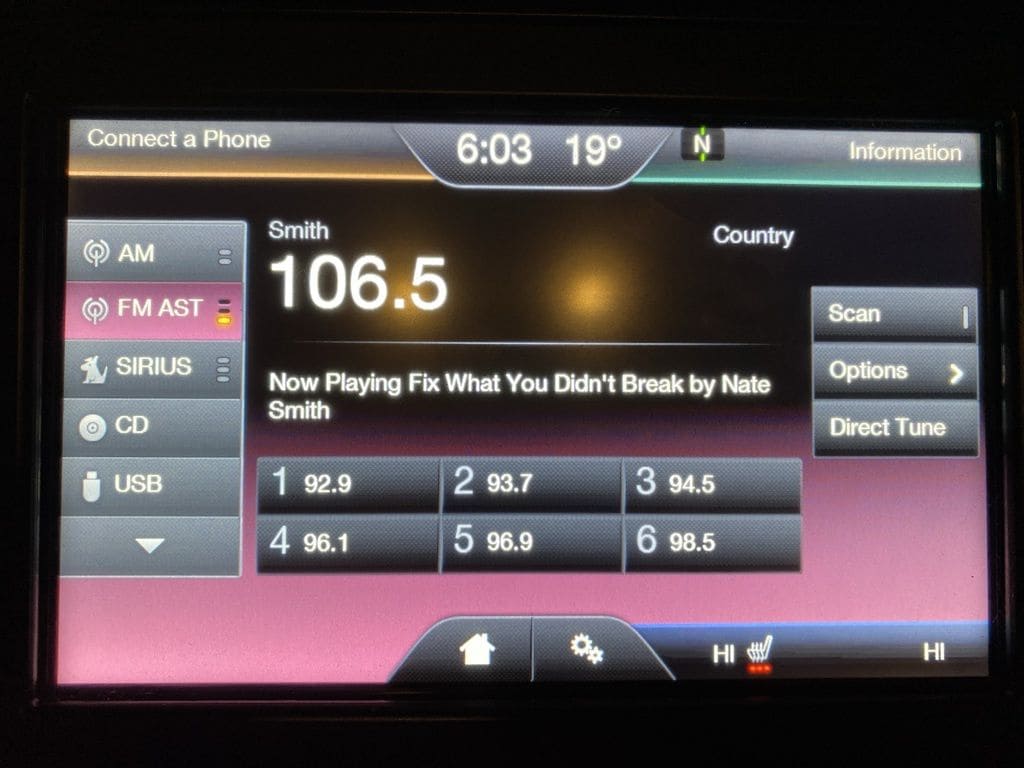 Connect a Phone
6:03 19° N
Information
AM
FM AST
SIRIUS
CD
USB
Smith
Country
106.5
Now Playing Fix What You Didn't Break by Nate
Smith
Scan
Options
Direct Tune
1 92.9 2 93.7 3 94.5
4 96.1 5 96.9 6 98.5
HI HI